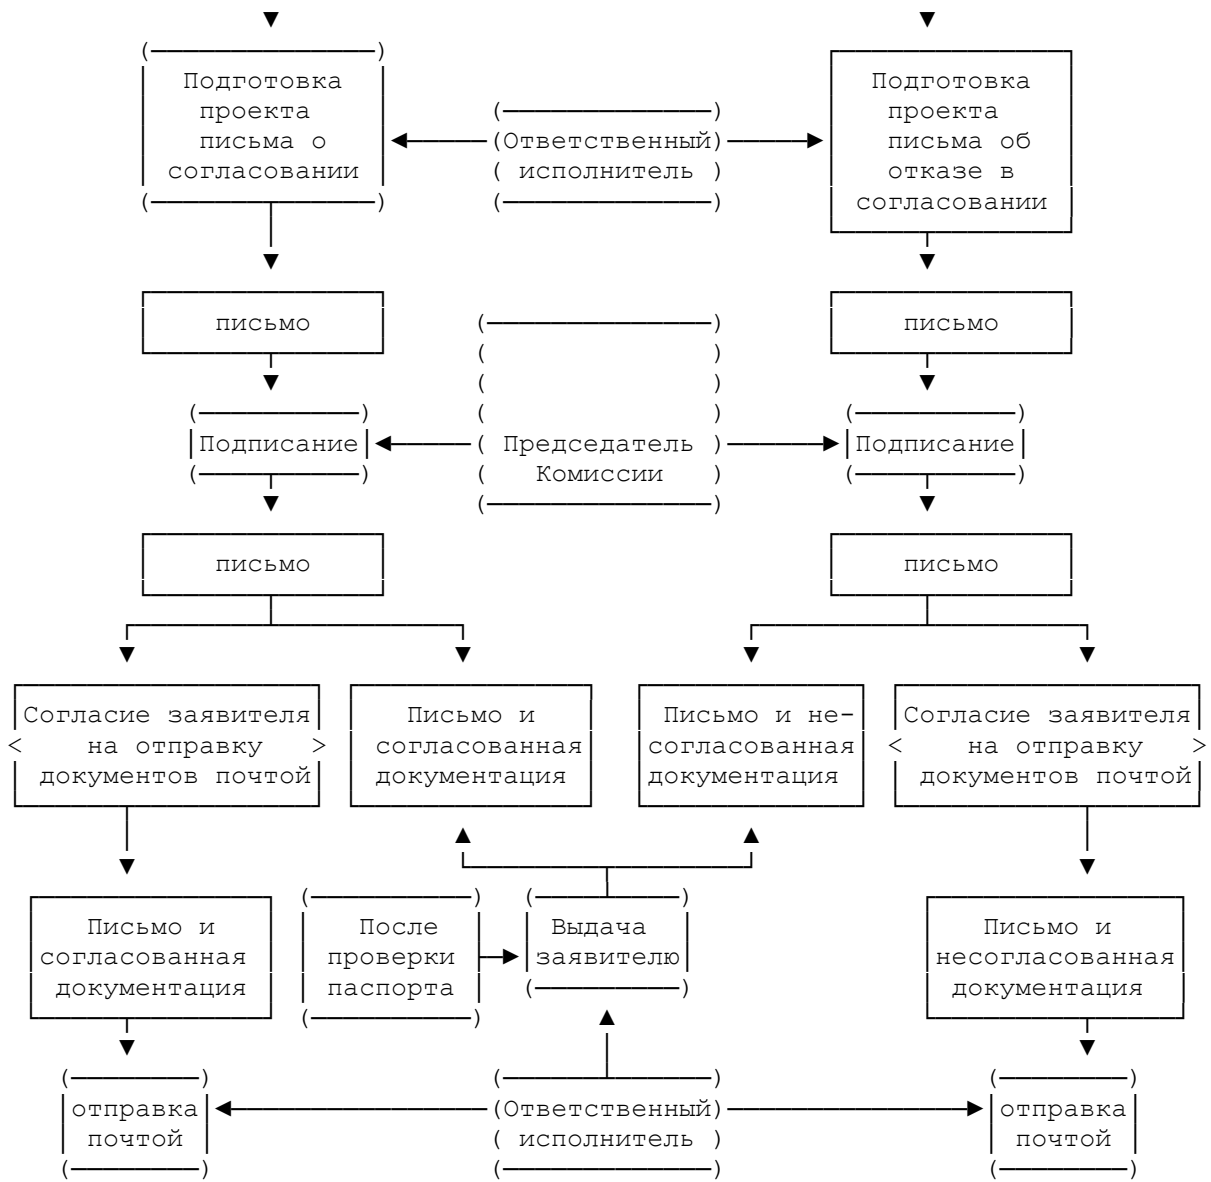 Подготовка
проекта
письма о
согласовании
Ответственный
исполнитель
Подготовка
проекта
письма об
отказе в
согласовании
письмо
письмо
Подписание
Председатель
Комиссии
Подписание
письмо
письмо
Согласие заявителя
на отправку
документов почтой
Письмо и
согласованная
документация
Письмо и не-
согласованная
документация
Согласие заявителя
на отправку
документов почтой
Письмо и
согласованная
документация
После
проверки
паспорта
Выдача
заявителю
Письмо и
несогласованная
документация
отправка
почтой
Ответственный
исполнитель
отправка
почтой